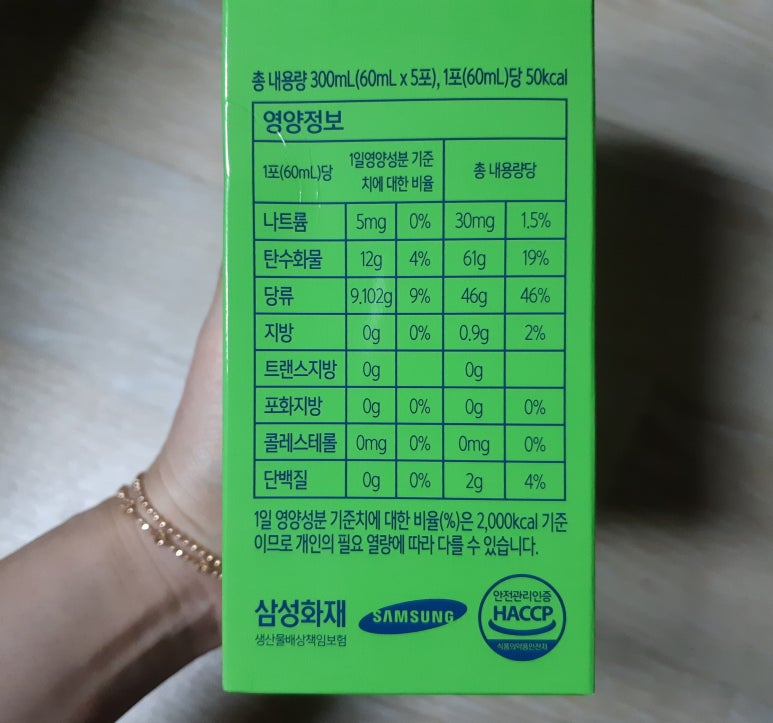 총 내용량 300mL(60mL x 5포), 1포(60mL)당 50kcal
영양정보
1포(60mL)당 1일영양성분 기준치에 대한 비율 총 내용량당
나트륨 5mg 0% 30mg 1.5%
탄수화물 12g 4% 61g 19%
당류 9.102g 9% 46g 46%
지방 0g 0% 0.9g 2%
트랜스지방 0g 0g
포화지방 0g 0% 0g 0%
콜레스테롤 0mg 0% 0mg 0%
단백질 0g 0% 2g 4%
1일 영양성분 기준치에 대한 비율(%)은 2,000kcal 기준
이므로 개인의 필요 열량에 따라 다를 수 있습니다.
삼성화재 SAMSUNG
생산물배상책임보험
안전관리인증
HACCP
식품의약품안전처